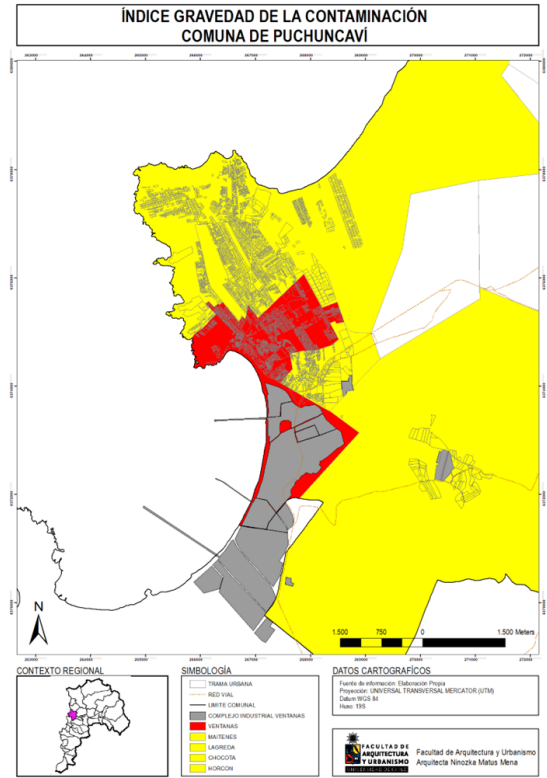 ÍNDICE GRAVEDAD DE LA CONTAMINACIÓN
COMUNA DE PUCHUNCAVÍ
N
1.500 750 0 1.500 Meters
CONTEXTO REGIONAL
SIMBOLOGÍA
TRAMA URBANA
RED VIAL
LIMITE COMUNAL
COMPLEJO INDUSTRIAL VENTANAS
VENTANAS
MAITENES
LAGREDA
CHOCOTA
HORCON
DATOS CARTOGRAFICOS
Fuente de información: Elaboración Propia
Proyección: UNIVERSAL TRANSVERSAL MERCATOR (UTM)
Datum WGS 84
Huso: 19S
FACULTAD DE
ARQUITECTURA
Y URBANISMO
Facultad de Arquitectura y Urbanismo
Arquitecta Ninozka Matus Mena